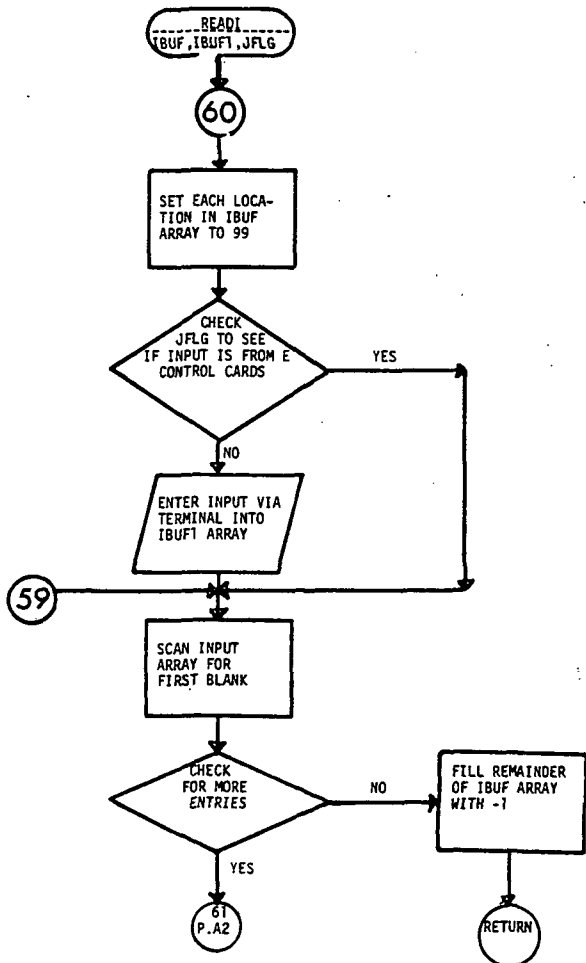 READI
IBUF,IBUF1,JFLG
60
SET EACH LOCA-
TION IN IBUF
ARRAY TO 99
CHECK
JFLG TO SEE
IF INPUT IS FROM E
CONTROL CARDS
YES
NO
ENTER INPUT VIA
TERMINAL INTO
IBUF1 ARRAY
59
SCAN INPUT
ARRAY FOR
FIRST BLANK
CHECK
FOR MORE
ENTRIES
NO
FILL REMAINDER
OF IBUF ARRAY
WITH -1
YES
61
P.A2
RETURN